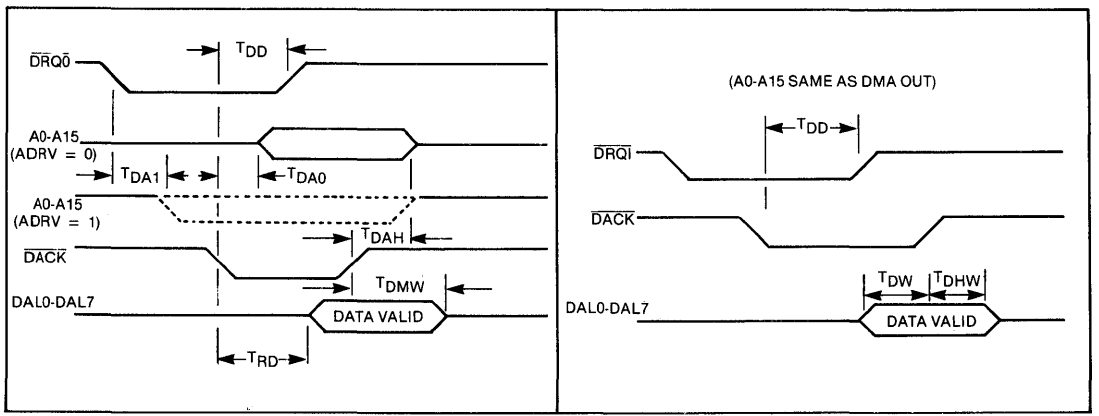 TDD
DRQ0
A0-A15
(ADRV = 0)
TDA1
TDA0
A0-A15
(ADRV = 1)
TDAH
DACK
TDMW
DAL0-DAL7
DATA VALID
TRD
(A0-A15 SAME AS DMA OUT)
TDD
DRQI
DACK
TDW
TDHW
DAL0-DAL7
DATA VALID